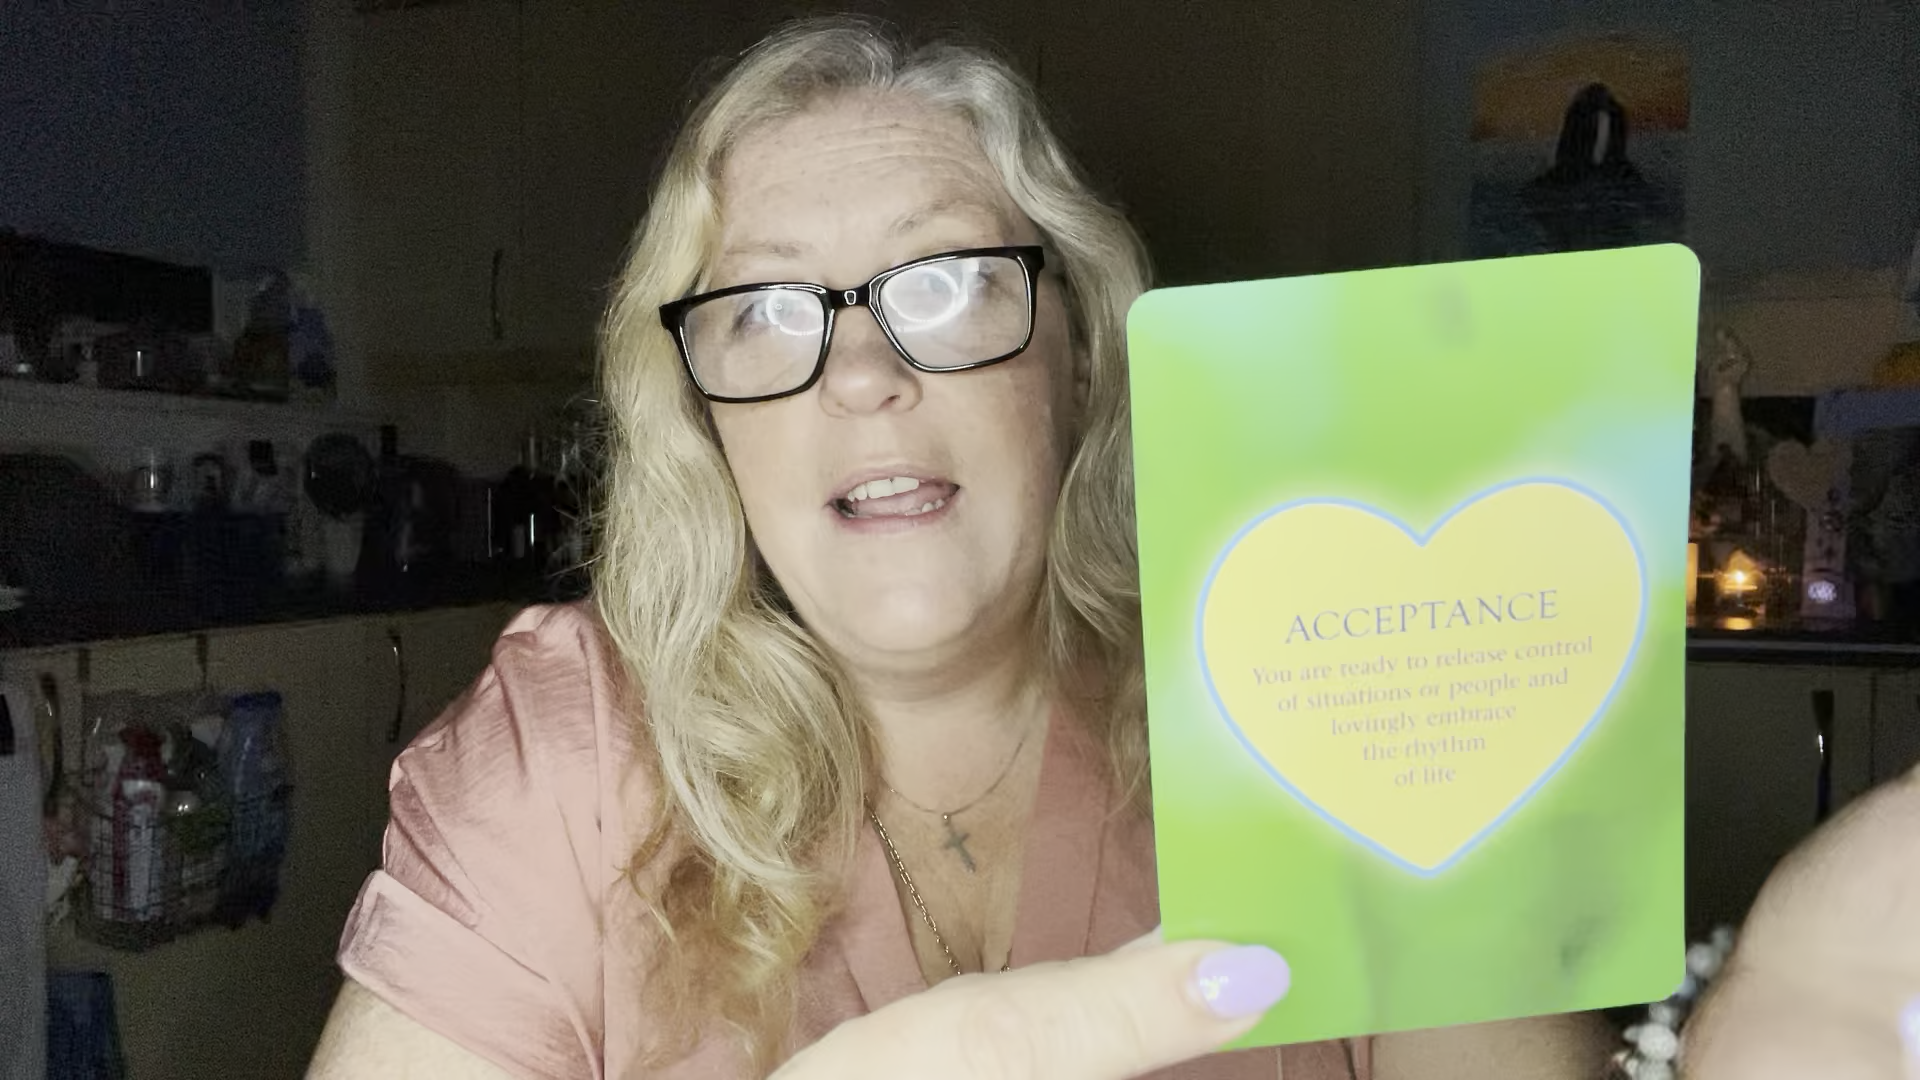 ACCEPTANCE
You are ready to release control
of situations or people and
lovingly embrace
the rhythm
of life